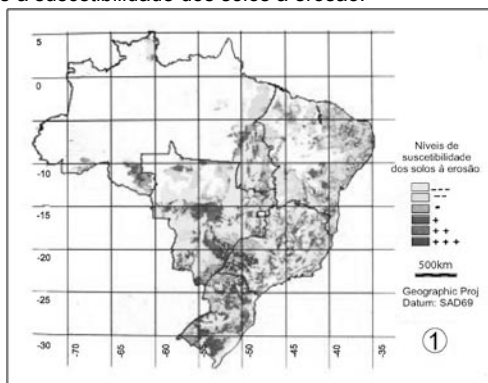 suscetibilidade dos solos à erosão.
5
0
-5
-10
-15
-20
-25
-30
-70 -65 -60 -55 -50 -45 -40 -35
Níveis de
suscetibilidade
dos solos à erosão
---
--
+
++
+++
500km
Geographic Proj
Datum: SAD69
1